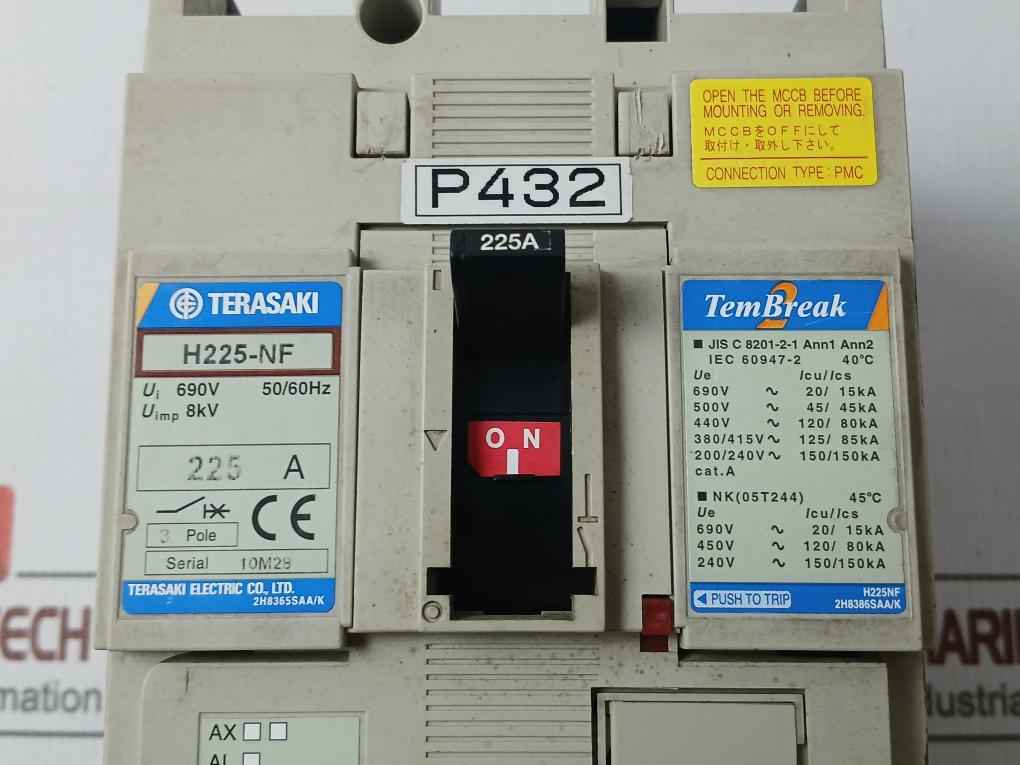 OPEN THE MCCB BEFORE
MOUNTING OR REMOVING.
MCCBをOFFにして
取付け・取外し下さい。
CONNECTION TYPE : PMC
P432
225A
TERASAKI
H225-NF
Ui 690V 50/60Hz
Uimp 8kV
225 A
3 Pole
CE
Serial 10M29
TERASAKI ELECTRIC CO., LTD.
2H8365SAA/K
ON
TemBreak 2
■ JIS C 8201-2-1 Ann1 Ann2
IEC 60947-2 40℃
Ue Icu/Ics
690V ~ 20/ 15kA
500V ~ 45/ 45kA
440V ~ 120/ 80kA
380/415V ~ 125/ 85kA
200/240V ~ 150/150kA
cat.A
■ NK(05T244) 45℃
Ue Icu/Ics
690V ~ 20/ 15kA
450V ~ 120/ 80kA
240V ~ 150/150kA
◀ PUSH TO TRIP
H225NF
2H8386SAA/K
AX
AL